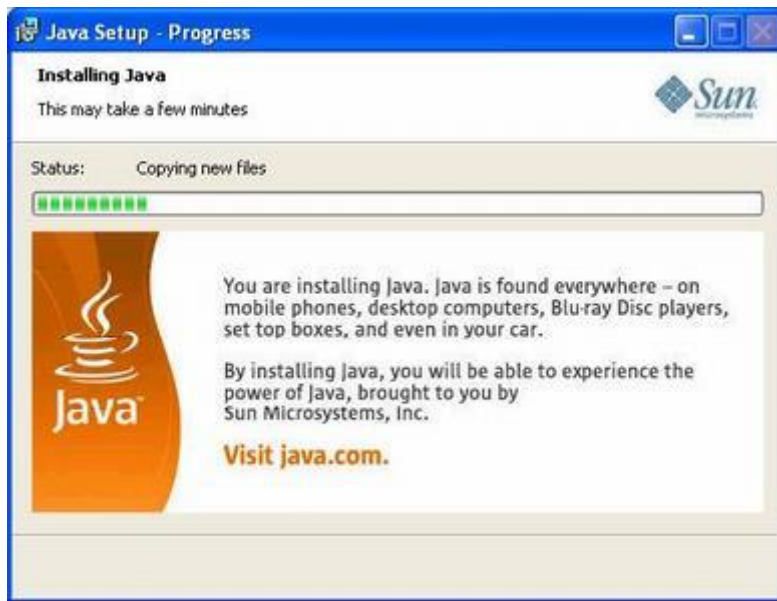 Java Setup - Progress
Installing Java
This may take a few minutes
Sun
microsystems
Status: Copying new files
You are installing Java. Java is found everywhere – on
mobile phones, desktop computers, Blu-ray Disc players,
set top boxes, and even in your car.
By installing Java, you will be able to experience the
power of Java, brought to you by
Sun Microsystems, Inc.
Visit java.com.
Java™